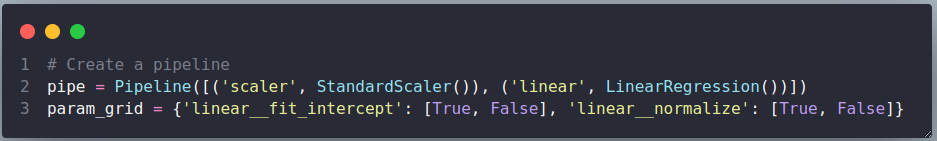 1 # Create a pipeline
2 pipe = Pipeline([('scaler', StandardScaler()), ('linear', LinearRegression())])
3 param_grid = {'linear__fit_intercept': [True, False], 'linear__normalize': [True, False]}